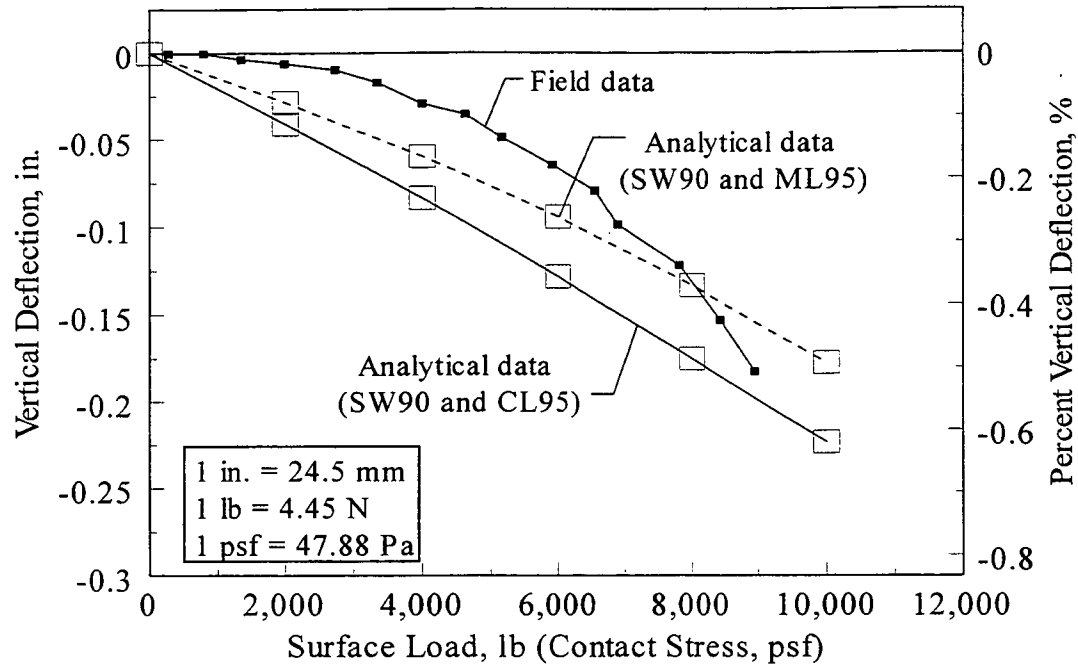 0
-0.05
-0.1
-0.15
-0.2
-0.25
-0.3
Vertical Deflection, in.
0
-0.2
-0.4
-0.6
-0.8
Percent Vertical Deflection, %
Field data
Analytical data
(SW90 and ML95)
Analytical data
(SW90 and CL95)
1 in. = 24.5 mm
1 lb = 4.45 N
1 psf = 47.88 Pa
0
2,000
4,000
6,000
8,000
10,000
12,000
Surface Load, lb (Contact Stress, psf)